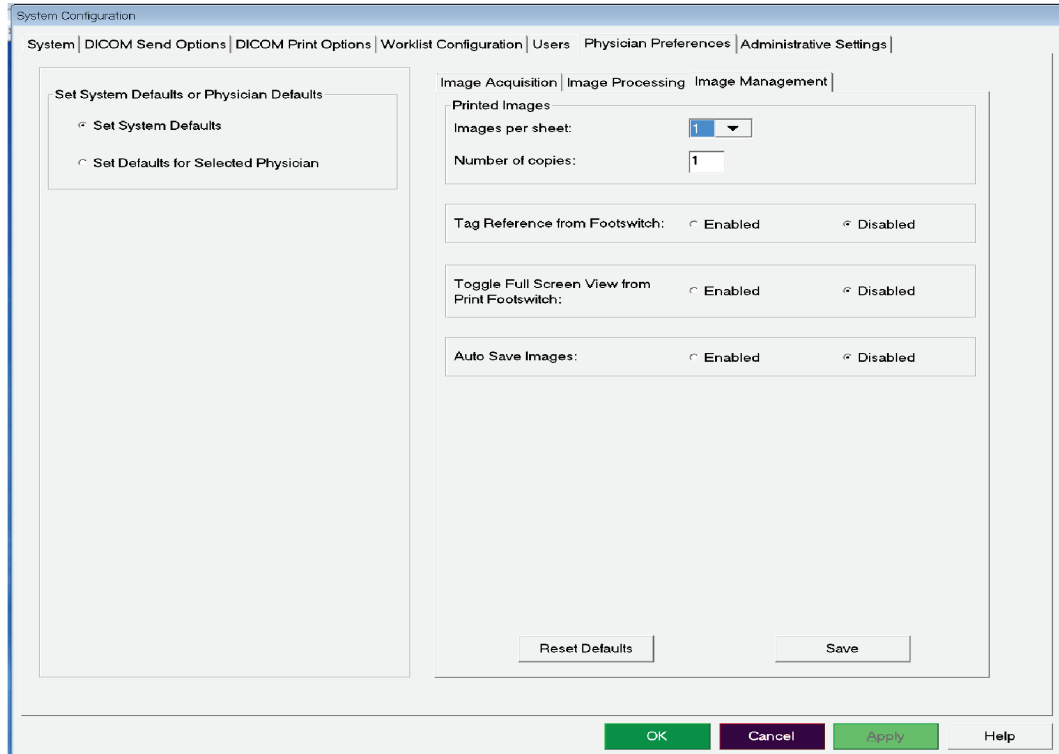 System Configuration
System DICOM Send Options DICOM Print Options Worklist Configuration Users Physician Preferences Administrative Settings
Set System Defaults or Physician Defaults
Set System Defaults
Set Defaults for Selected Physician
Image Acquisition Image Processing Image Management
Printed Images
Images per sheet: 1
Number of copies: 1
Tag Reference from Footswitch: Enabled Disabled
Toggle Full Screen View from
Print Footswitch: Enabled Disabled
Auto Save Images: Enabled Disabled
Reset Defaults Save
OK Cancel Apply Help